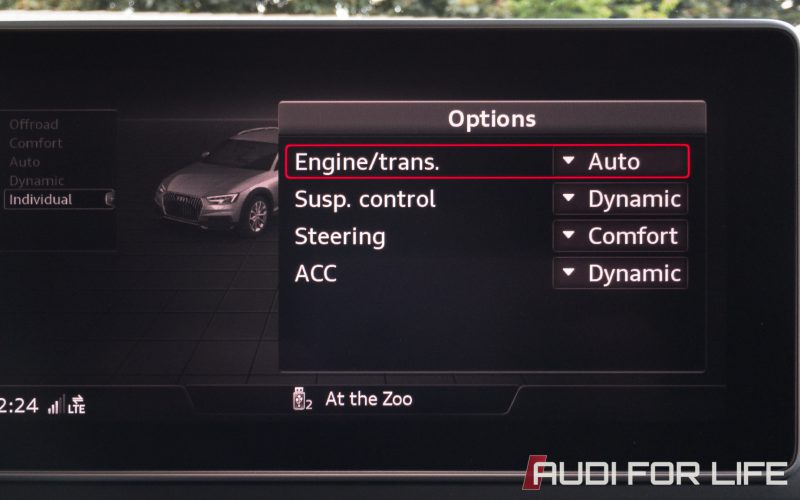 Offroad
Comfort
Auto
Dynamic
Individual
Options
Engine/trans. Auto
Susp. control Dynamic
Steering Comfort
ACC Dynamic
2:24 LTE
2 At the Zoo
AUDI FOR LIFE